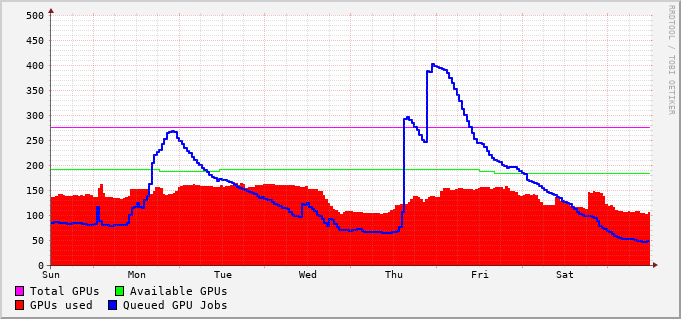 500
450
400
350
300
250
200
150
100
50
0
Sun Mon Tue Wed Thu Fri Sat
Total GPUs Available GPUs
GPUs used Queued GPU Jobs
RRDTOOL / TOBI OETIKER